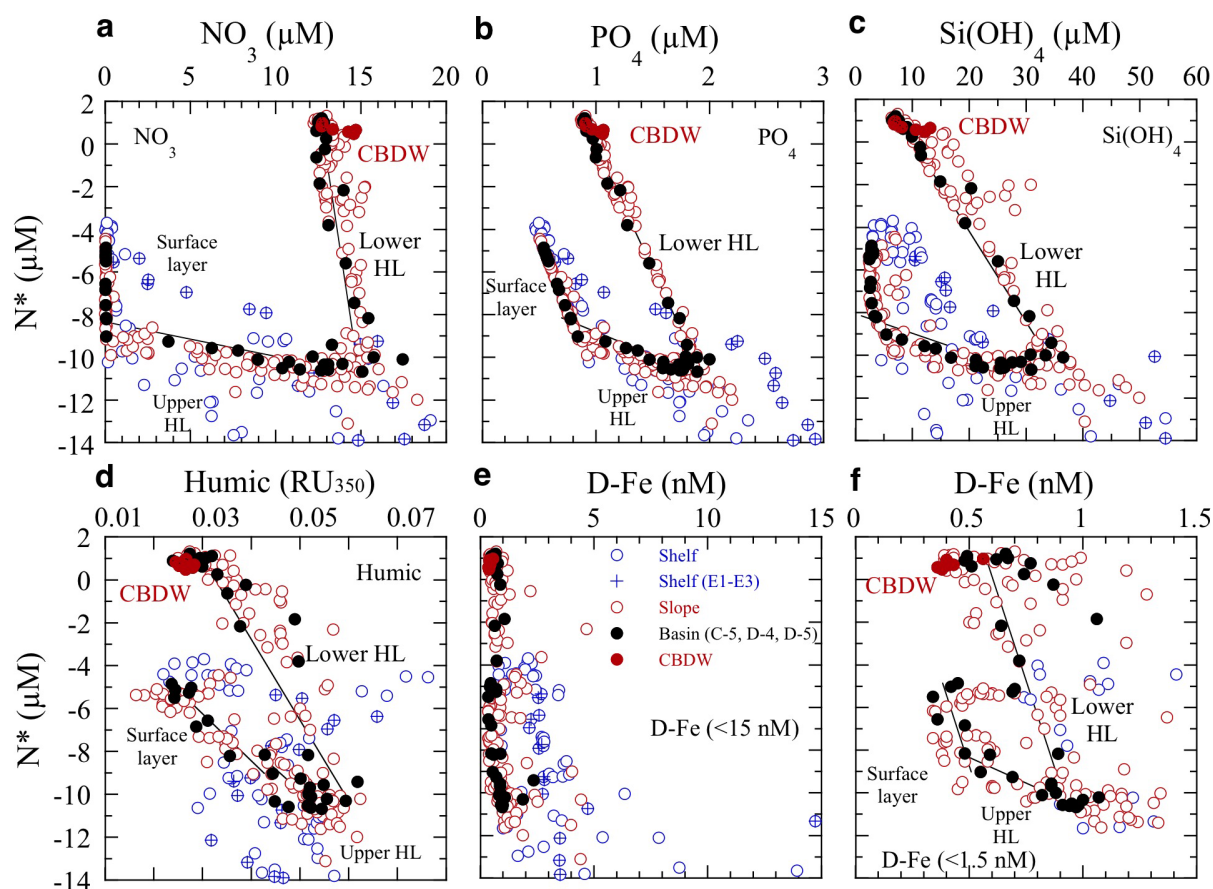 a
NO3 (µM)
0 5 10 15 20
N* (µM)
2
0
-2
-4
-6
-8
-10
-12
-14
NO3
CBDW
Surface
layer
Lower
HL
Upper
HL
b
PO4 (µM)
0 1 2 3
CBDW
PO4
Lower HL
Surface
layer
Upper
HL
c
Si(OH)4 (µM)
0 10 20 30 40 50 60
CBDW
Si(OH)4
Lower
HL
Upper
HL
d
Humic (RU350)
0.01 0.03 0.05 0.07
N* (µM)
2
0
-2
-4
-6
-8
-10
-12
-14
Humic
CBDW
Lower HL
Surface
layer
Upper HL
e
D-Fe (nM)
0 5 10 15
Shelf
Shelf (E1-E3)
Slope
Basin (C-5, D-4, D-5)
CBDW
D-Fe (<15 nM)
f
D-Fe (nM)
0 0.5 1 1.5
CBDW
Lower
HL
Surface
layer
Upper
HL
D-Fe (<1.5 nM)